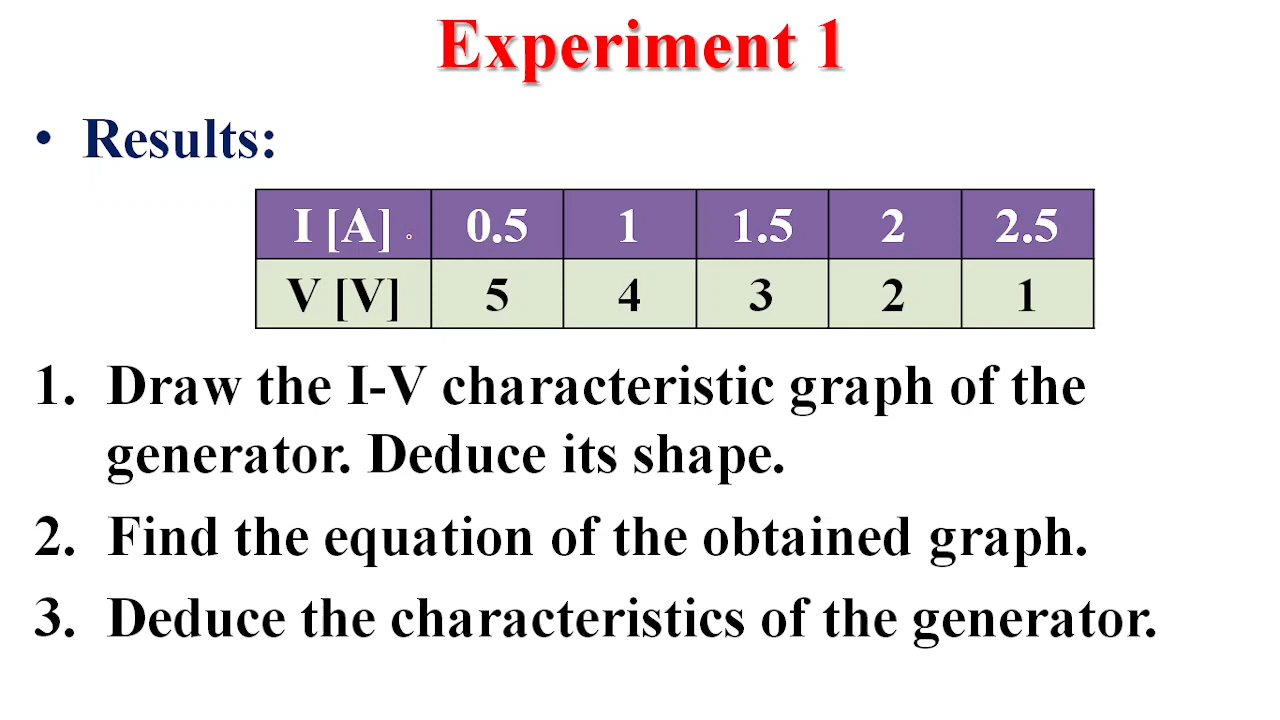 Experiment 1
• Results:
I [A] 0.5 1 1.5 2 2.5
V [V] 5 4 3 2 1
1. Draw the I-V characteristic graph of the
generator. Deduce its shape.
2. Find the equation of the obtained graph.
3. Deduce the characteristics of the generator.